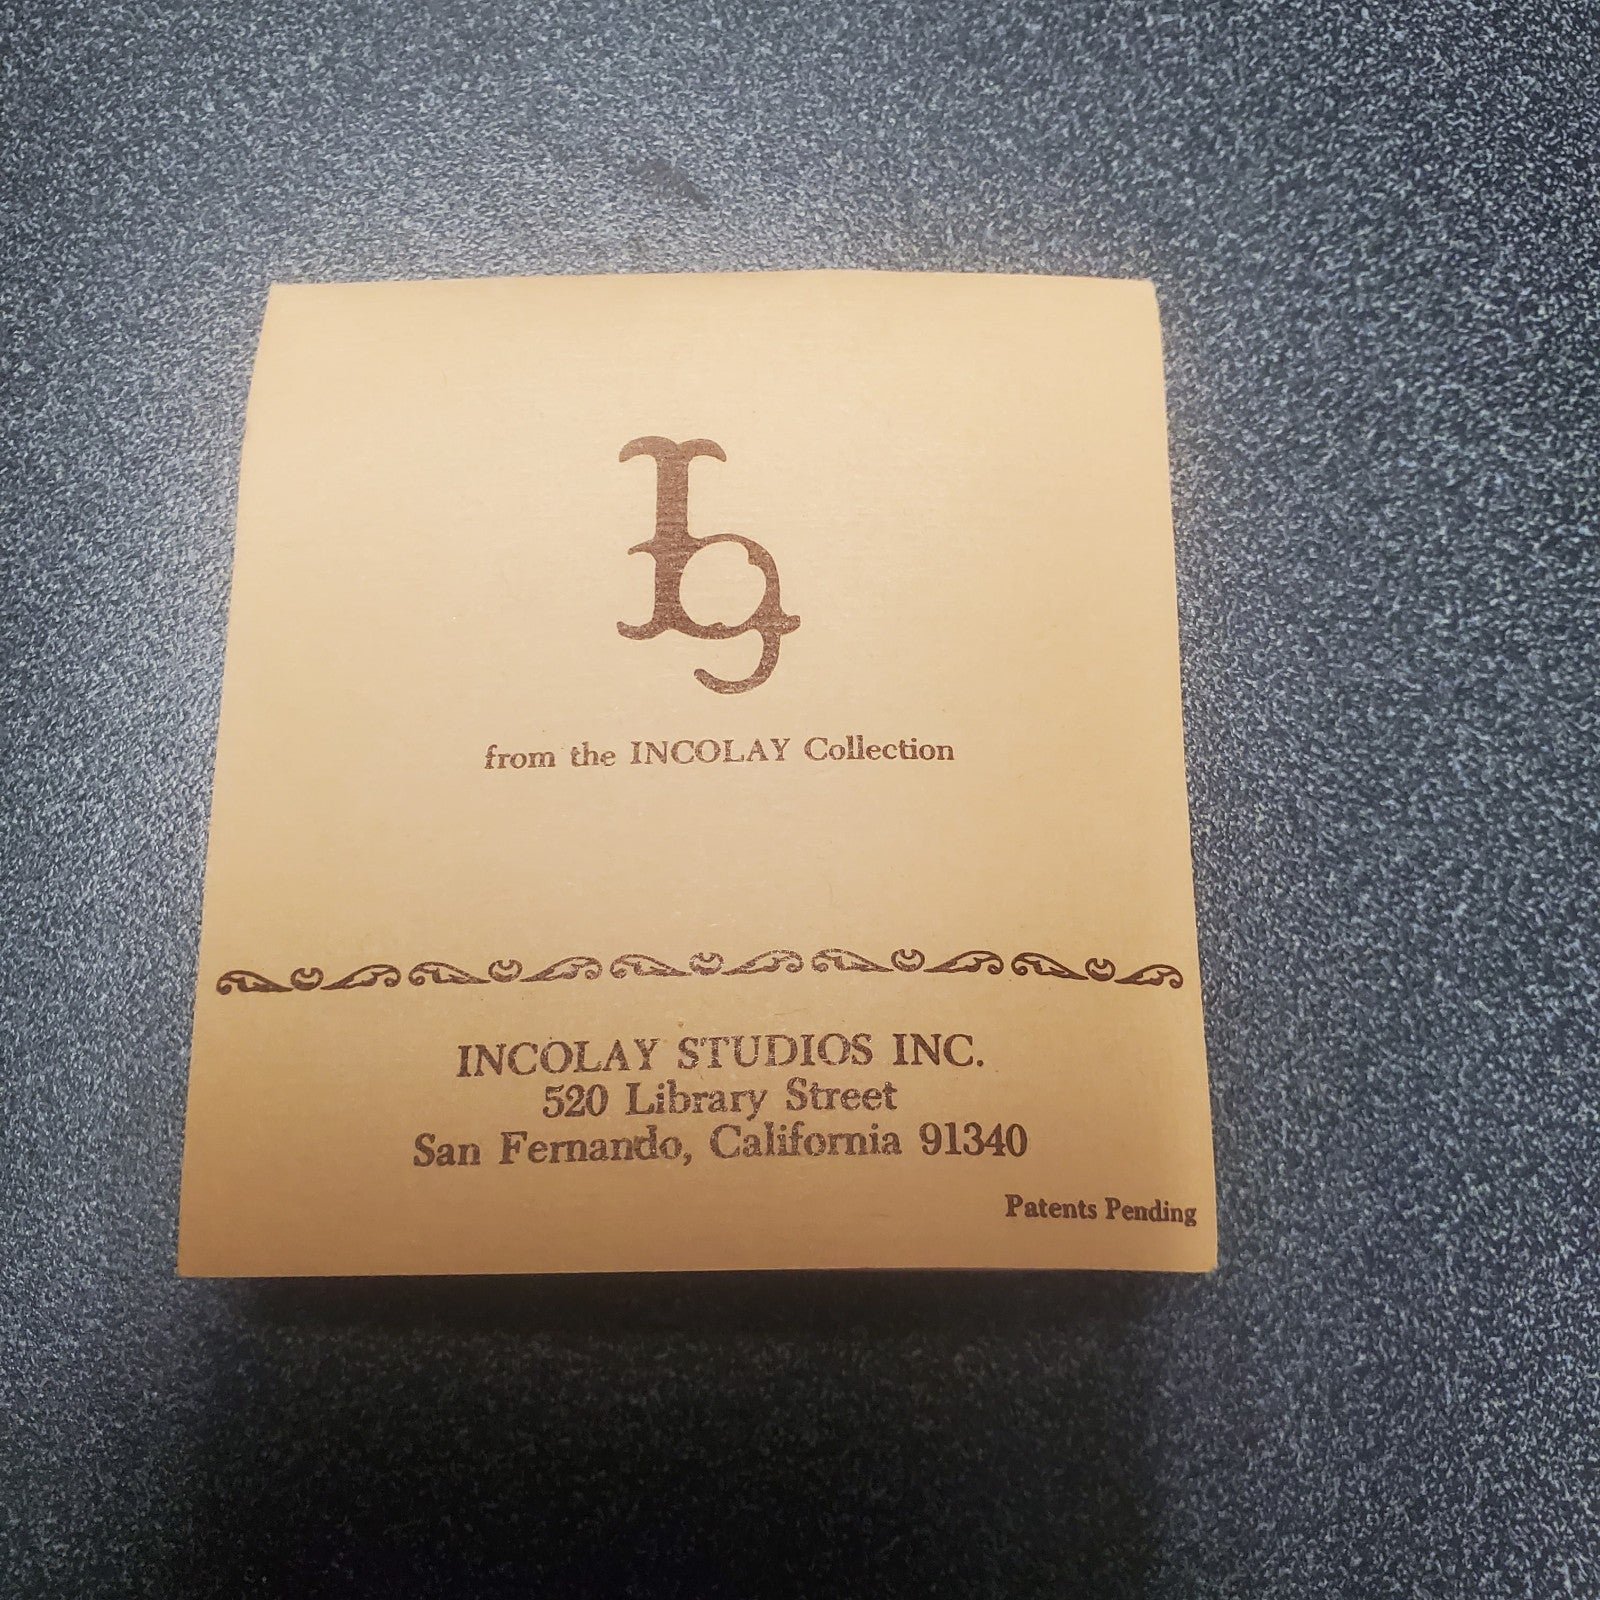 from the INCOLAY Collection
INCOLAY STUDIOS INC.
520 Library Street
San Fernando, California 91340
Patents Pending